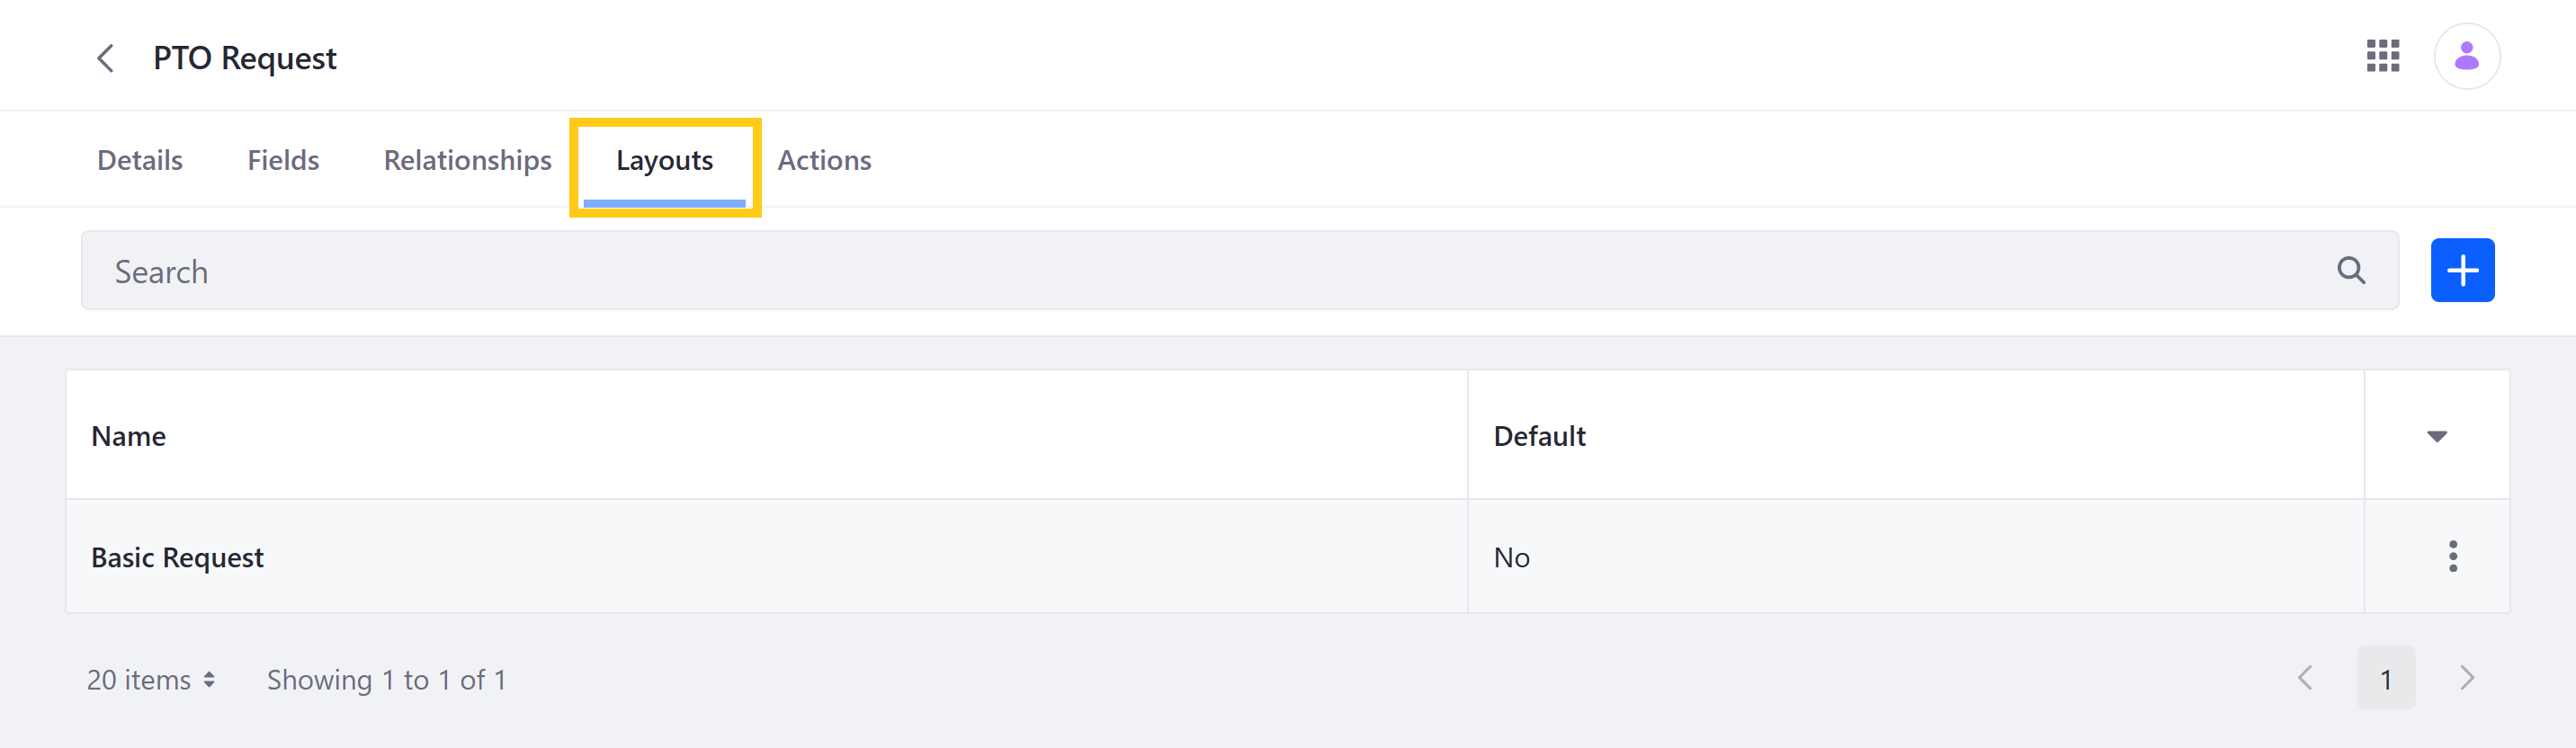 PTO Request
Details Fields Relationships Layouts Actions
Search
Name Default
Basic Request No
20 items Showing 1 to 1 of 1 1